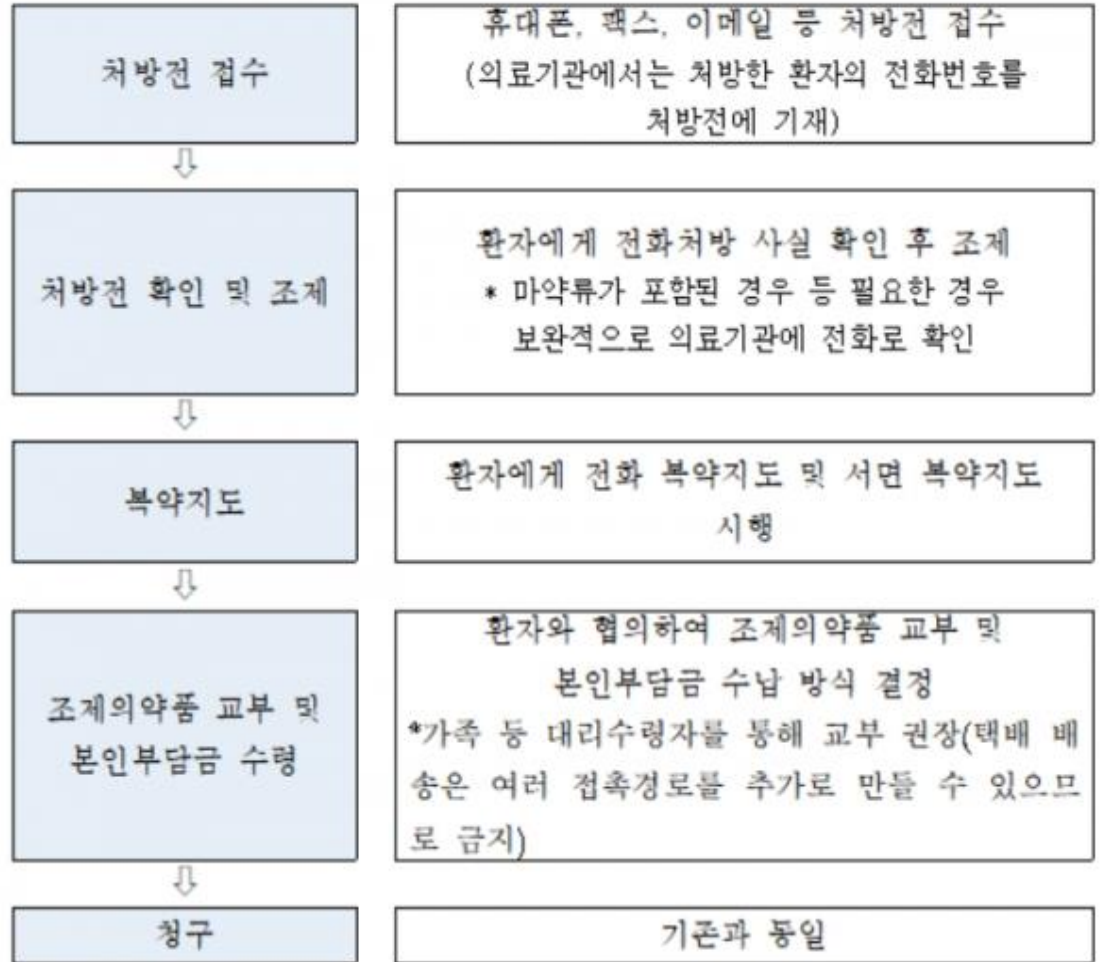 처방전 접수
휴대폰, 팩스, 이메일 등 처방전 접수
(의료기관에서는 처방한 환자의 전화번호를
처방전에 기재)
처방전 확인 및 조제
환자에게 전화처방 사실 확인 후 조제
* 마약류가 포함된 경우 등 필요한 경우
보완적으로 의료기관에 전화로 확인
복약지도
환자에게 전화 복약지도 및 서면 복약지도
시행
조제의약품 교부 및
본인부담금 수령
환자와 협의하여 조제의약품 교부 및
본인부담금 수납 방식 결정
*가족 등 대리수령자를 통해 교부 권장(택배 배
송은 여러 접촉경로를 추가로 만들 수 있으므
로 금지)
청구
기존과 동일